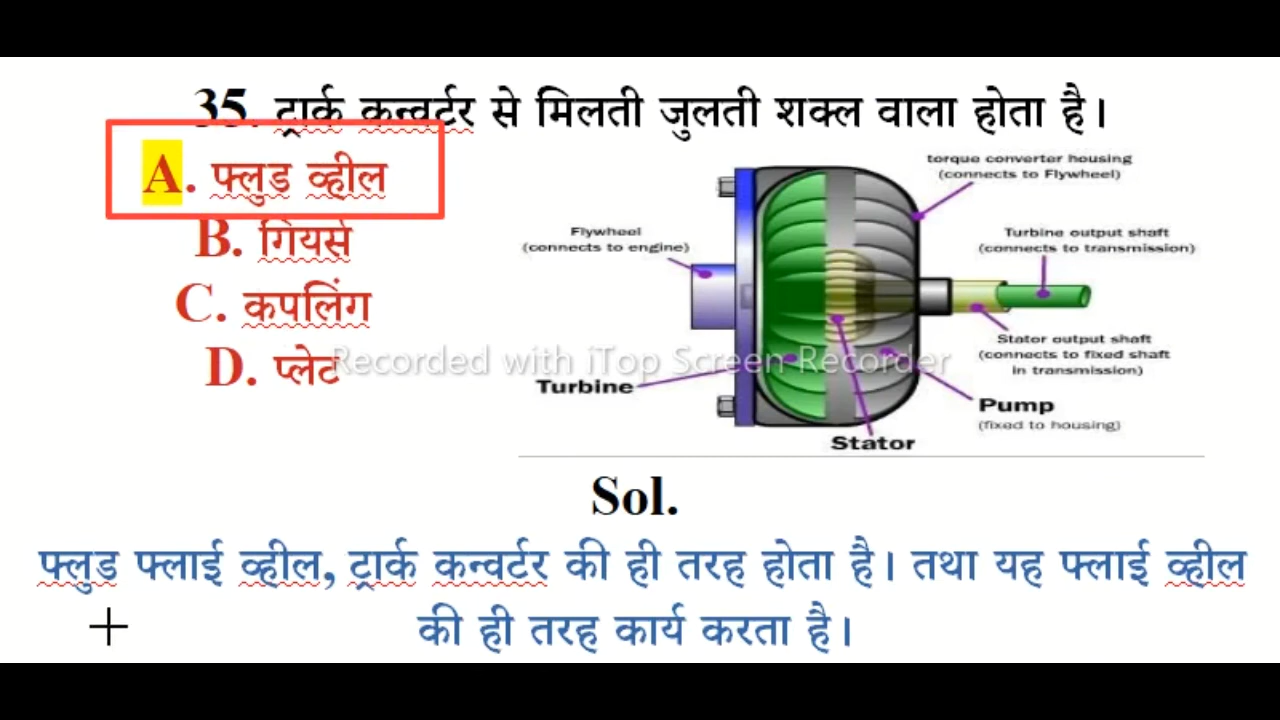 35. ट्रार्क कन्वर्टर से मिलती जुलती शक्ल वाला होता है।
A. फ्लुड व्हील
B. गियर्स
C. कपलिंग
D. प्लेट
torque converter housing
(connects to Flywheel)
Flywheel
(connects to engine)
Turbine output shaft
(connects to transmission)
Stator output shaft
(connects to fixed shaft
in transmission)
Recorded with iTop Screen Recorder
Turbine
Pump
(fixed to housing)
Stator
Sol.
फ्लुड फ्लाई व्हील, ट्रार्क कन्वर्टर की ही तरह होता है। तथा यह फ्लाई व्हील
की ही तरह कार्य करता है।